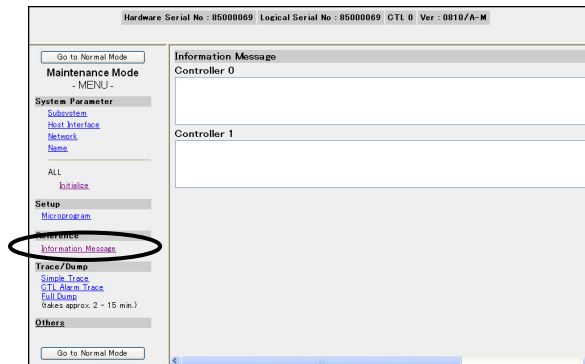 Hardware Serial No : 85000069 Logical Serial No : 85000069 CTL 0 Ver : 0810/A-M
Go to Normal Mode
Maintenance Mode
- MENU -
System Parameter
Subsystem
Host Interface
Network
Name
ALL
Initialize
Setup
Microprogram
Reference
Information Message
Trace/Dump
Simple Trace
CTL Alarm Trace
Full Dump
(takes approx. 2 - 15 min.)
Others
Go to Normal Mode
Information Message
Controller 0
Controller 1